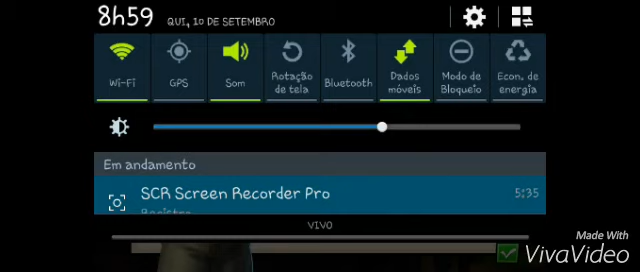 8h59 QUI, 10 DE SETEMBRO
Wi-Fi
GPS
Som
Rotação de tela
Bluetooth
Dados móveis
Modo de Bloqueio
Econ. de energia
Em andamento
SCR Screen Recorder Pro 5:35
Registro
VIVO
Made With
VivaVideo